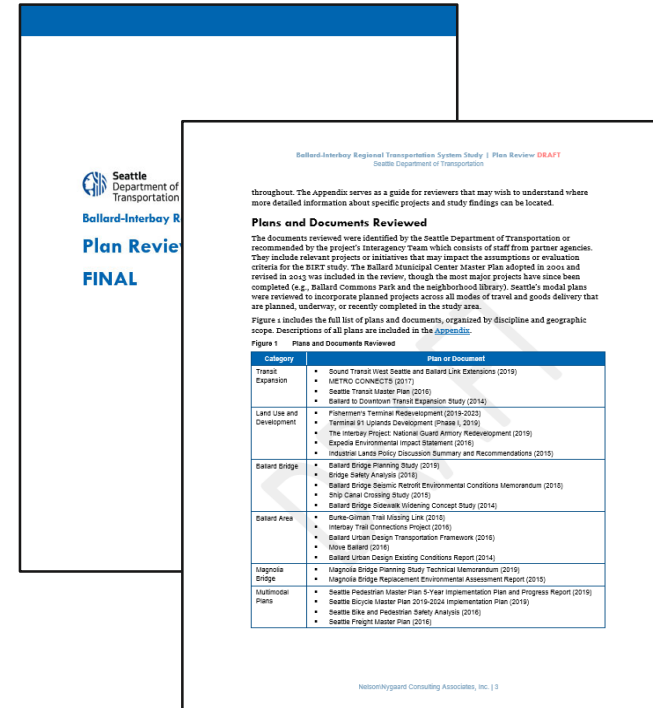 Seattle
Department of
Transportation
Ballard-Interbay R
Plan Revie
FINAL
Ballard-Interbay Regional Transportation System Study | Plan Review DRAFT
Seattle Department of Transportation
throughout. The Appendix serves as a guide for reviewers that may wish to understand where
more detailed information about specific projects and study findings can be located.
Plans and Documents Reviewed
The documents reviewed were identified by the Seattle Department of Transportation or
recommended by the project's Interagency Team which consists of staff from partner agencies.
They include relevant projects or initiatives that may impact the assumptions or evaluation
criteria for the BIRT study. The Ballard Municipal Center Master Plan adopted in 2001 and
revised in 2013 was included in the review, though the most major projects have since been
completed (e.g., Ballard Commons Park and the neighborhood library). Seattle's modal plans
were reviewed to incorporate planned projects across all modes of travel and goods delivery that
are planned, underway, or recently completed in the study area.
Figure 1 includes the full list of plans and documents, organized by discipline and geographic
scope. Descriptions of all plans are included in the Appendix.
Figure 1 Plans and Documents Reviewed
Category Plan or Document
Transit
Expansion
▪ Sound Transit West Seattle and Ballard Link Extensions (2019)
▪ METRO CONNECTS (2017)
▪ Seattle Transit Master Plan (2016)
▪ Ballard to Downtown Transit Expansion Study (2014)
Land Use and
Development
▪ Fishermen's Terminal Redevelopment (2019-2023)
▪ Terminal 91 Uplands Development (Phase I, 2019)
▪ The Interbay Project: National Guard Armory Redevelopment (2019)
▪ Expedia Environmental Impact Statement (2016)
▪ Industrial Lands Policy Discussion Summary and Recommendations (2015)
Ballard Bridge
▪ Ballard Bridge Planning Study (2019)
▪ Bridge Safety Analysis (2018)
▪ Ballard Bridge Seismic Retrofit Environmental Conditions Memorandum (2018)
▪ Ship Canal Crossing Study (2015)
▪ Ballard Bridge Sidewalk Widening Concept Study (2014)
Ballard Area
▪ Burke-Gilman Trail Missing Link (2018)
▪ Interbay Trail Connections Project (2016)
▪ Ballard Urban Design Transportation Framework (2016)
▪ Move Ballard (2016)
▪ Ballard Urban Design Existing Conditions Report (2014)
Magnolia
Bridge
▪ Magnolia Bridge Planning Study Technical Memorandum (2019)
▪ Magnolia Bridge Replacement Environmental Assessment Report (2015)
Multimodal
Plans
▪ Seattle Pedestrian Master Plan 5-Year Implementation Plan and Progress Report (2019)
▪ Seattle Bicycle Master Plan 2019-2024 Implementation Plan (2019)
▪ Seattle Bike and Pedestrian Safety Analysis (2016)
▪ Seattle Freight Master Plan (2016)
DRAFT
Nelson\Nygaard Consulting Associates, Inc. | 3